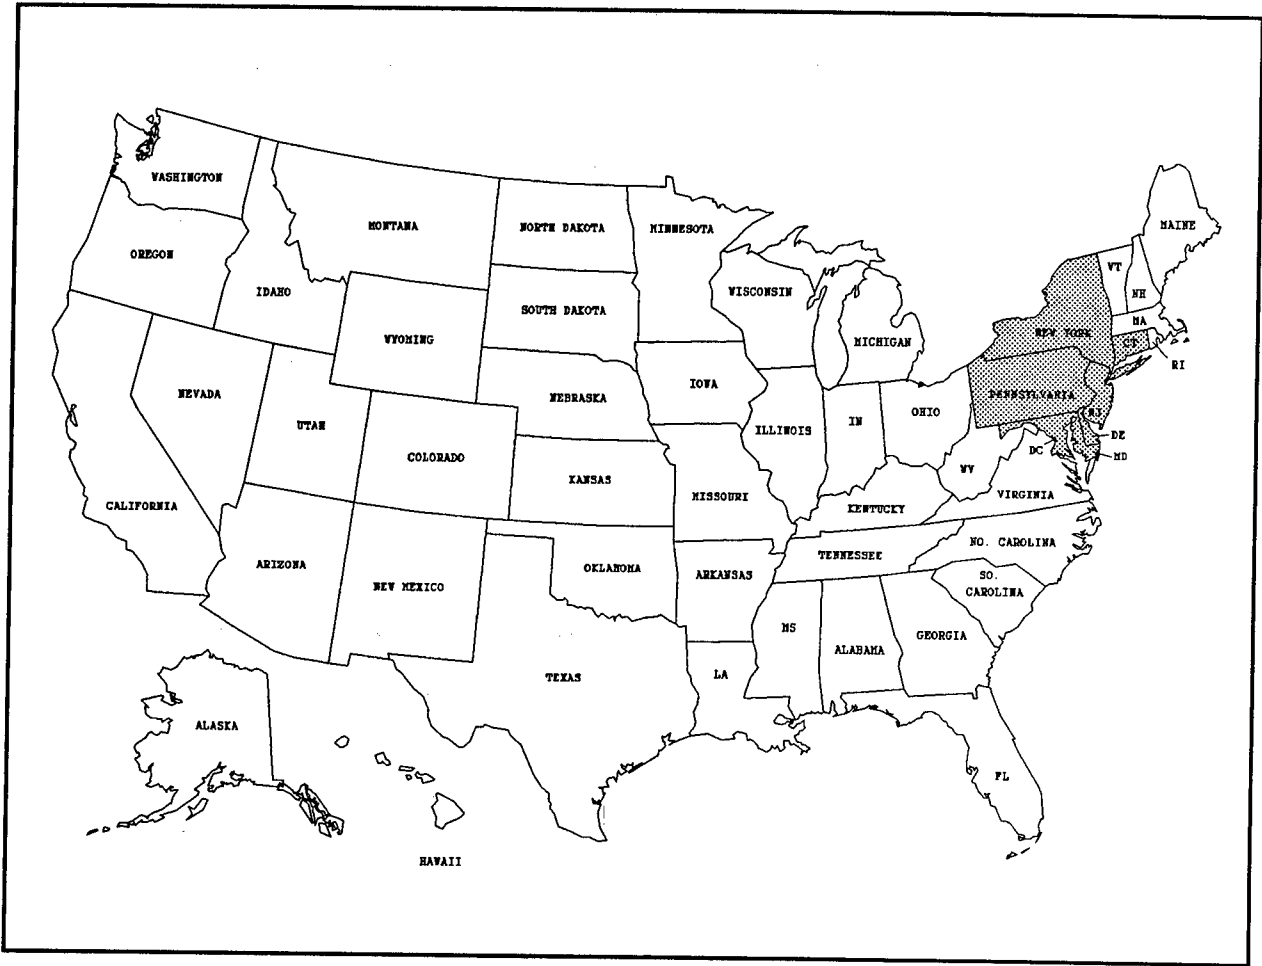 WASHINGTON
OREGON
IDAHO
MONTANA
NORTH DAKOTA
MINNESOTA
SOUTH DAKOTA
WYOMING
WISCONSIN
MICHIGAN
MAINE
VT
NH
MA
NEW YORK
CT
RI
NEVADA
UTAH
NEBRASKA
IOWA
PENNSYLVANIA
NJ
DE
MD
DC
CALIFORNIA
COLORADO
KANSAS
MISSOURI
ILLINOIS
IN
OHIO
WV
VIRGINIA
KENTUCKY
ARIZONA
NEW MEXICO
OKLAHOMA
ARKANSAS
TENNESSEE
NO. CAROLINA
SO.
CAROLINA
TEXAS
LA
MS
ALABAMA
GEORGIA
FL
ALASKA
HAWAII